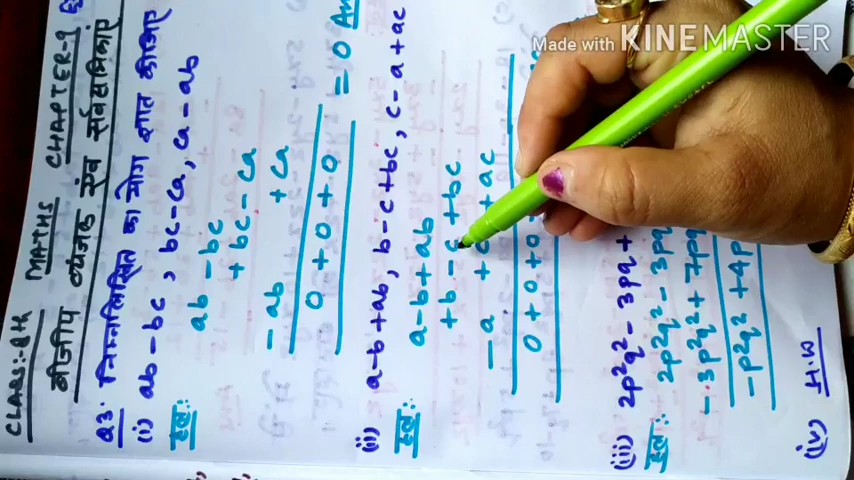 CLASS:-8th MATHS CHAPTER-9
बीजीय व्यंजक एंव सर्वसमिकाएं
Q3. निम्नलिखित का योग ज्ञात कीजिए
(i) ab-bc, bc-ca, ca-ab
हल:-
ab-bc
+bc-ca
-ab +ca
0+0+0 =0 Ans
(ii) a-b+ab, b-c+bc, c-a+ac
हल:-
a-b+ab
+b-c+bc
-a +c +ac
0+0+0
(iii) 2p²q²-3pq+
हल:- 2p²q²-3pq
-3p²q²+7pq
-p²q²+4p
(iv) H.W
Made with KINEMASTER